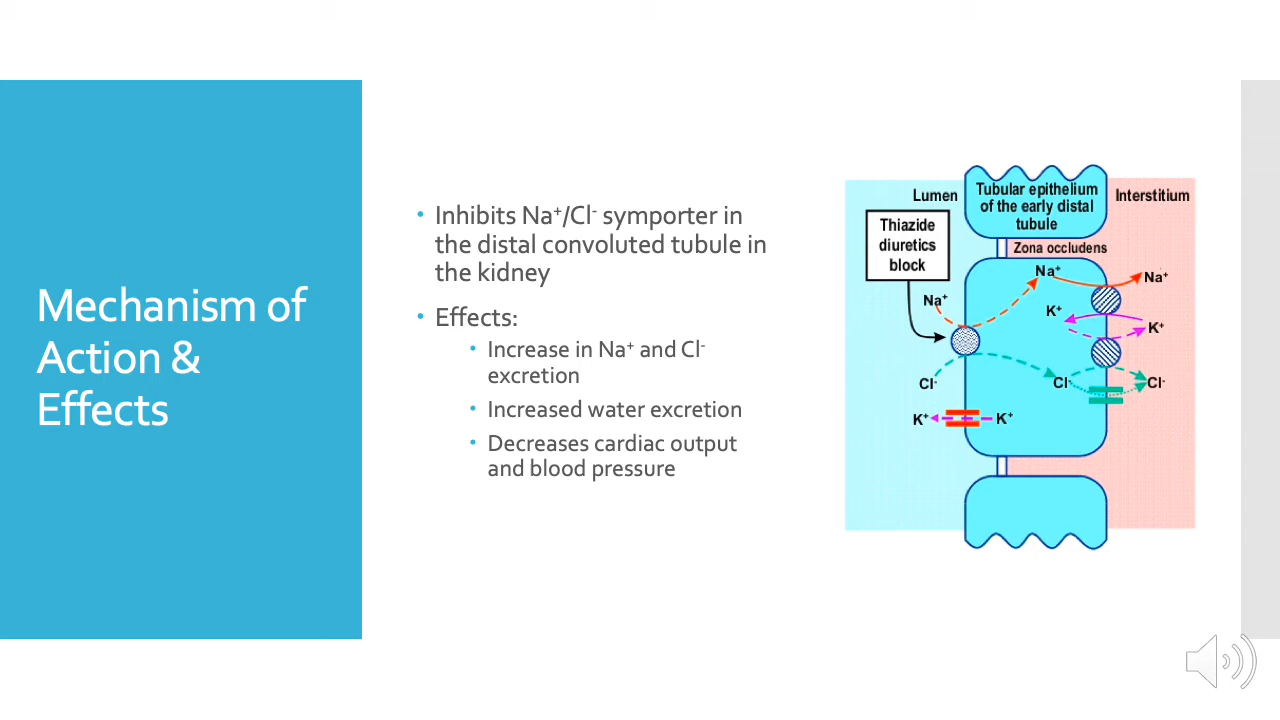 Mechanism of
Action &
Effects
• Inhibits Na⁺/Cl⁻ symporter in
the distal convoluted tubule in
the kidney
• Effects:
• Increase in Na⁺ and Cl⁻
excretion
• Increased water excretion
• Decreases cardiac output
and blood pressure
Lumen
Tubular epithelium
of the early distal
tubule
Interstitium
Thiazide
diuretics
block
Zona occludens
Na⁺
Na⁺
Na⁺
K⁺
K⁺
Cl⁻
Cl⁻
Cl⁻
K⁺
K⁺